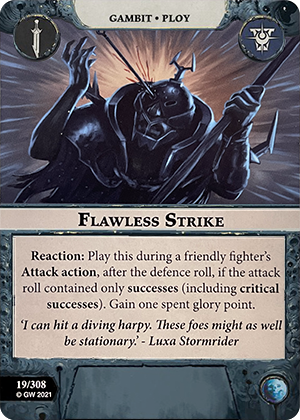 GAMBIT • PLOY
FLAWLESS STRIKE
Reaction: Play this during a friendly fighter's
Attack action, after the defence roll, if the attack
roll contained only successes (including critical
successes). Gain one spent glory point.
'I can hit a diving harpy. These foes might as well
be stationary.' - Luxa Stormrider
19/308
© GW 2021